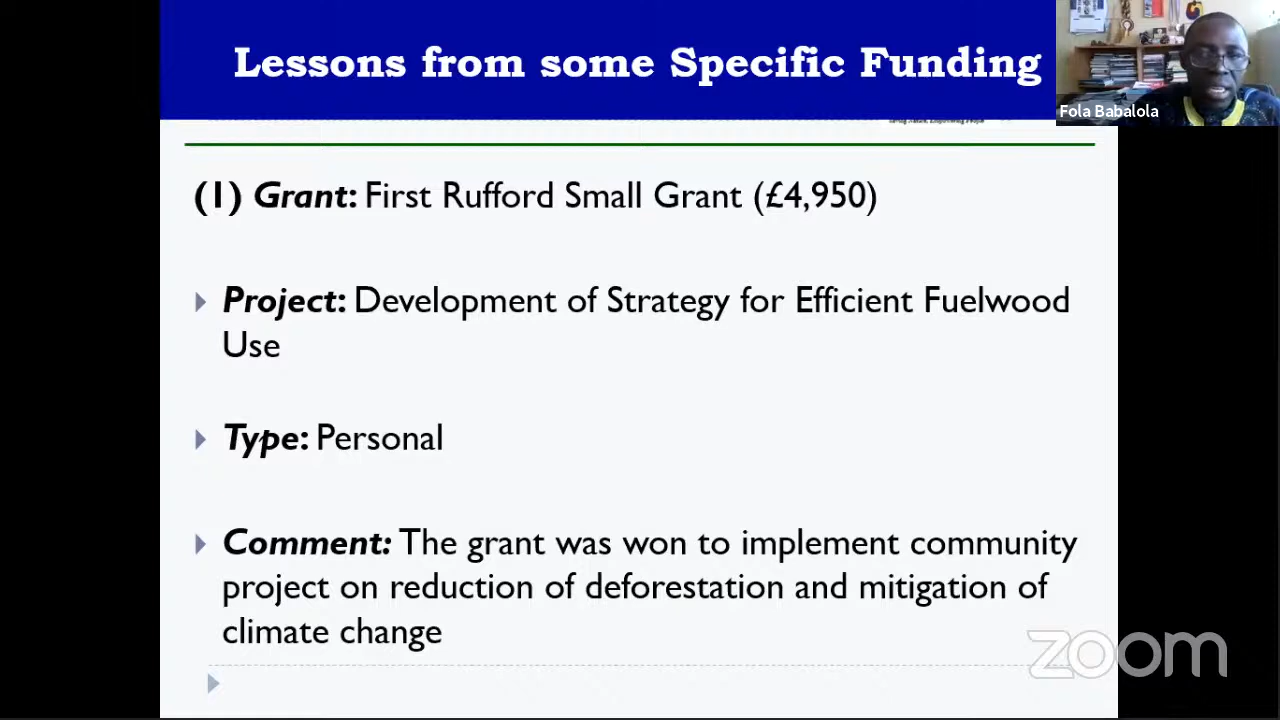 Lessons from some Specific Funding
Fola Babalola
(1) Grant: First Rufford Small Grant (£4,950)
Project: Development of Strategy for Efficient Fuelwood
Use
Type: Personal
Comment: The grant was won to implement community
project on reduction of deforestation and mitigation of
climate change
zoom